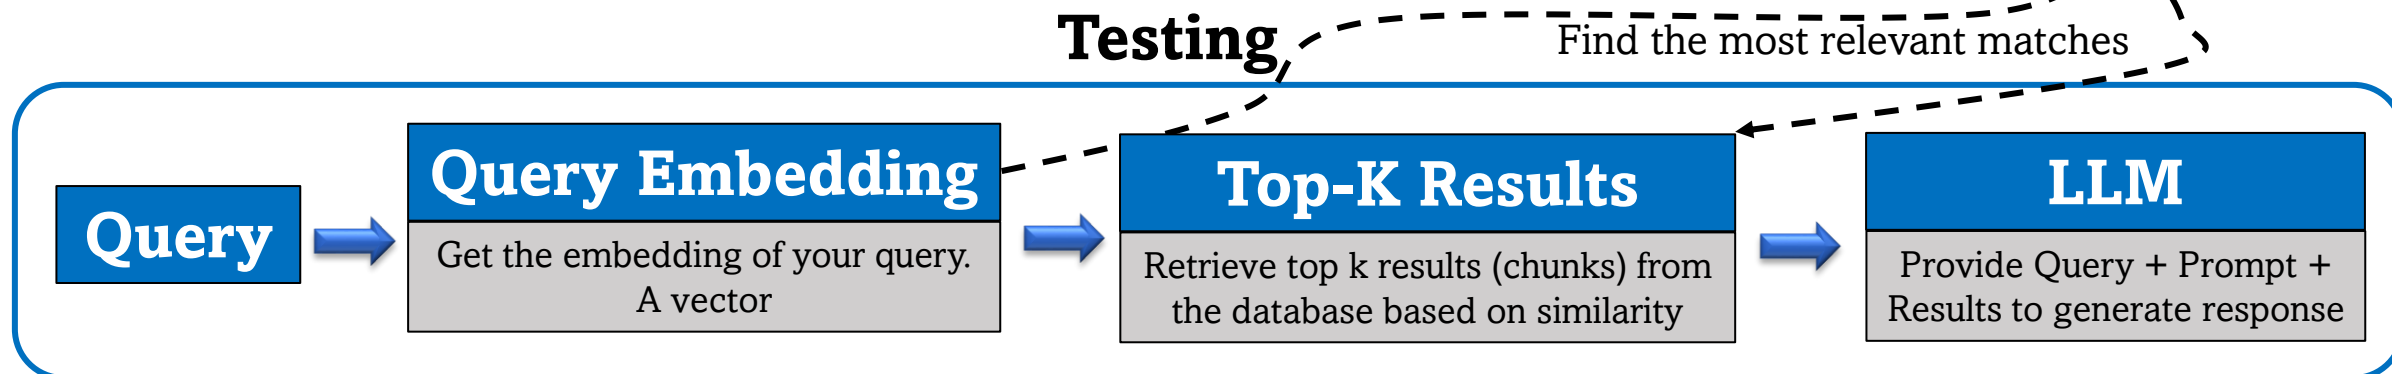 Testing
Find the most relevant matches
Query
Query Embedding
Get the embedding of your query.
A vector
Top-K Results
Retrieve top k results (chunks) from
the database based on similarity
LLM
Provide Query + Prompt +
Results to generate response